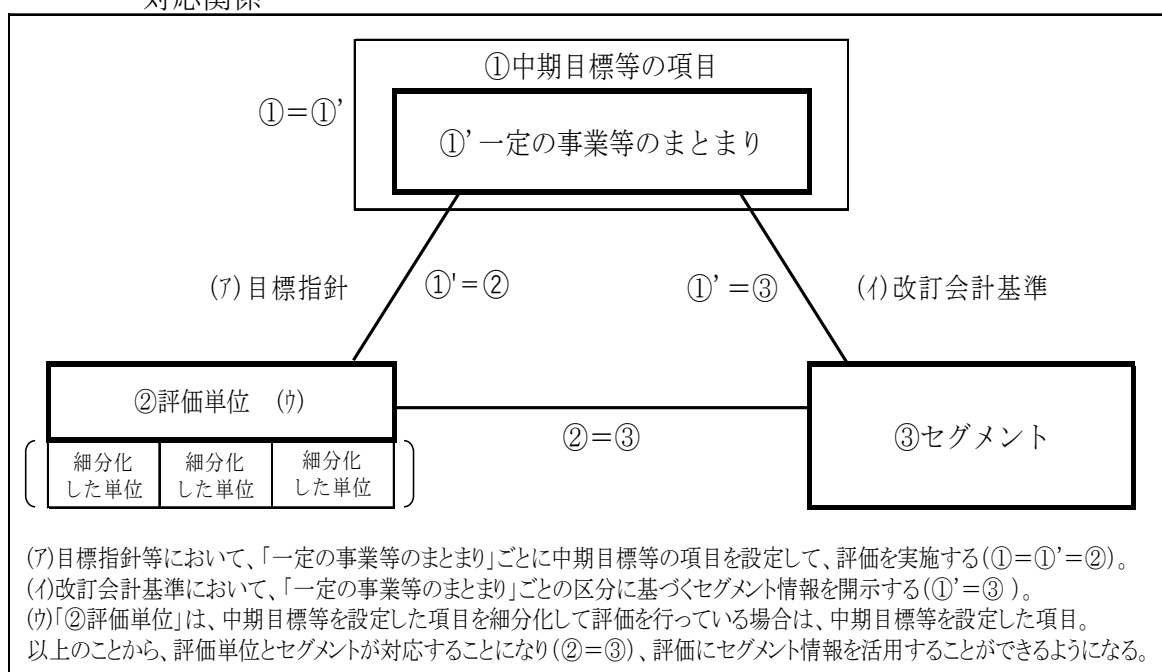 対応関係
①中期目標等の項目
①=①’
①’一定の事業等のまとまり
(ｱ)目標指針
①'=②
①’=③
(ｲ)改訂会計基準
②評価単位 (ｳ)
②=③
③セグメント
細分化
した単位
細分化
した単位
細分化
した単位
(ｱ)目標指針等において、「一定の事業等のまとまり」ごとに中期目標等の項目を設定して、評価を実施する(①=①’=②)。
(ｲ)改訂会計基準において、「一定の事業等のまとまり」ごとの区分に基づくセグメント情報を開示する(①’=③ )。
(ｳ)「②評価単位」は、中期目標等を設定した項目を細分化して評価を行っている場合は、中期目標等を設定した項目。
以上のことから、評価単位とセグメントが対応することになり(②=③)、評価にセグメント情報を活用することができるようになる。